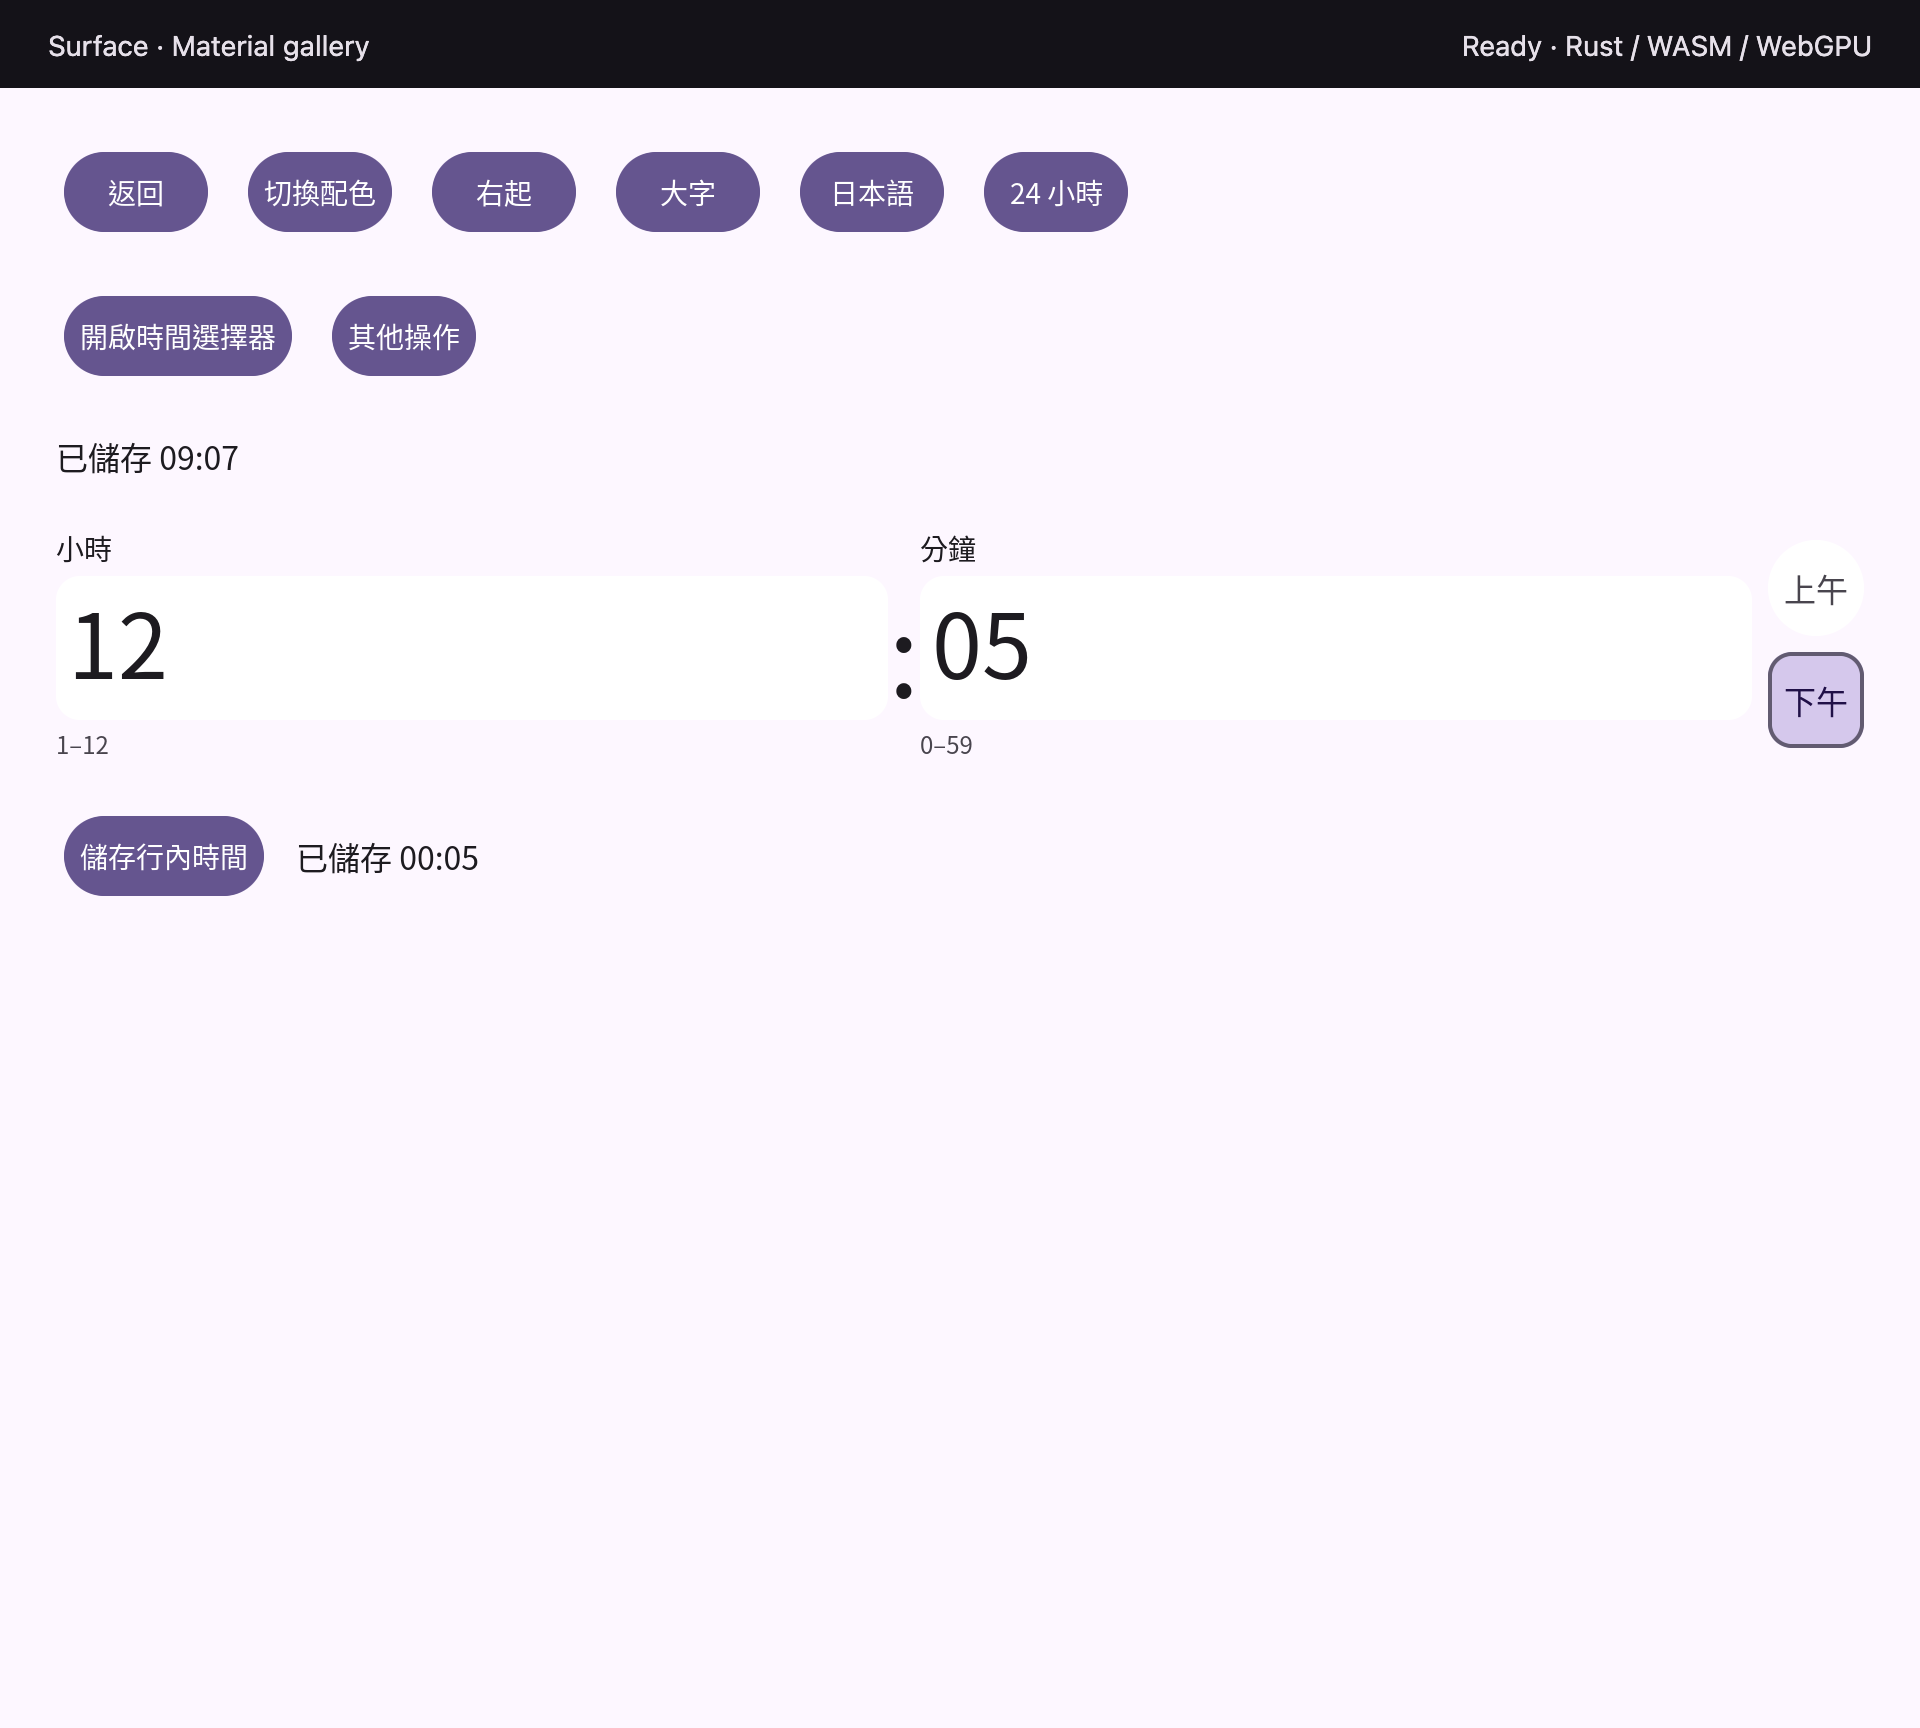 Surface · Material gallery
Ready · Rust / WASM / WebGPU
返回 切換配色 右起 大字 日本語 24 小時
開啟時間選擇器 其他操作
已儲存 09:07
小時
分鐘
12
:
05
上午
下午
1–12
0–59
儲存行內時間 已儲存 00:05